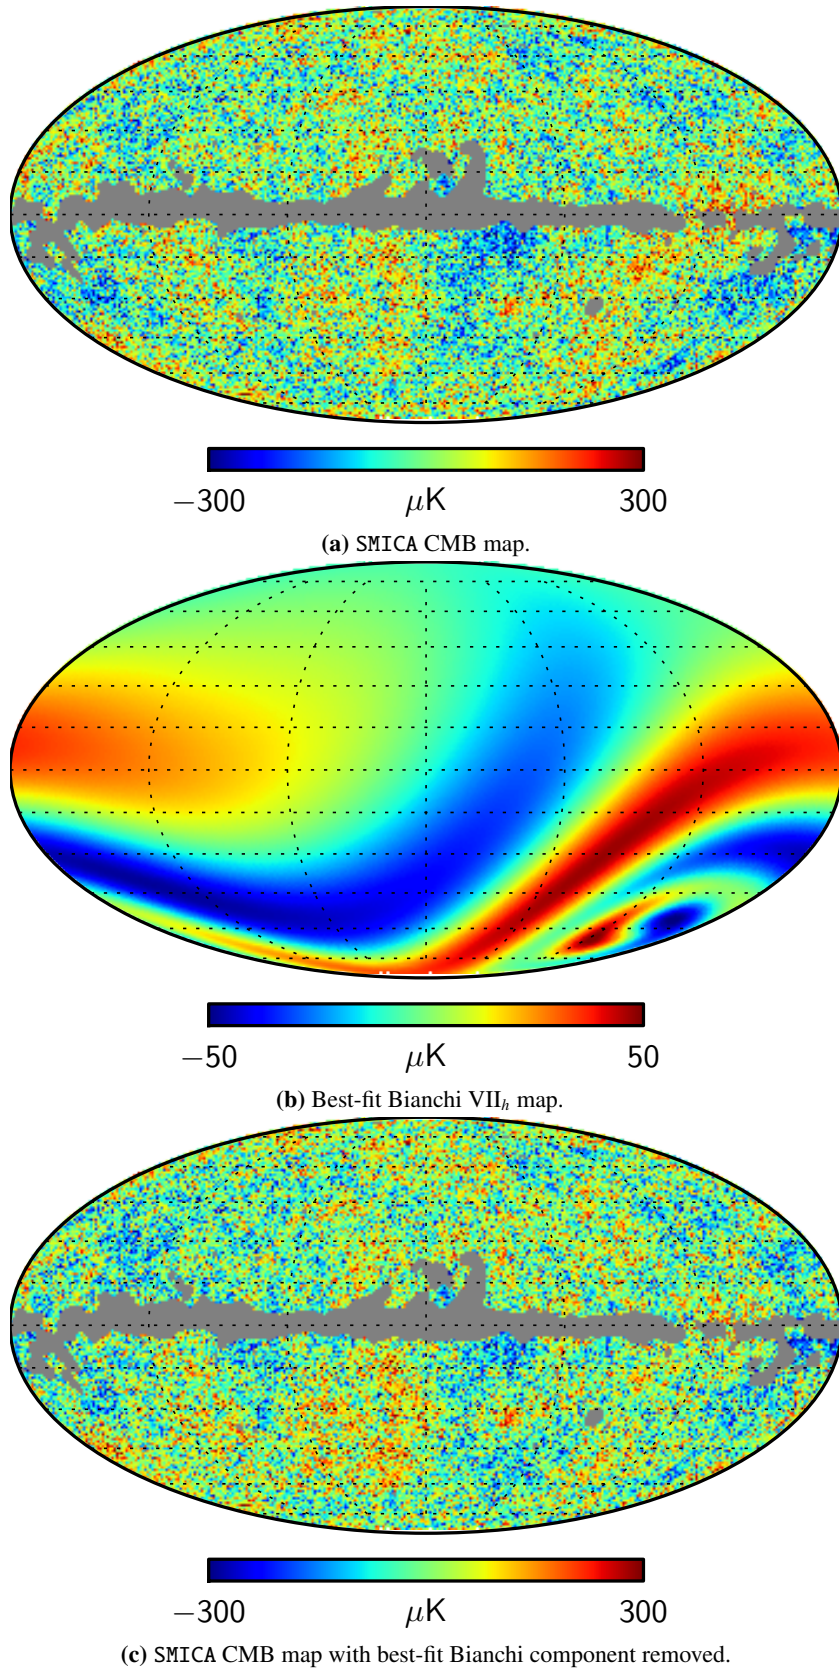 −300 μK 300
(a) SMICA CMB map.
−50 μK 50
(b) Best-fit Bianchi VIIₕ map.
−300 μK 300
(c) SMICA CMB map with best-fit Bianchi component removed.